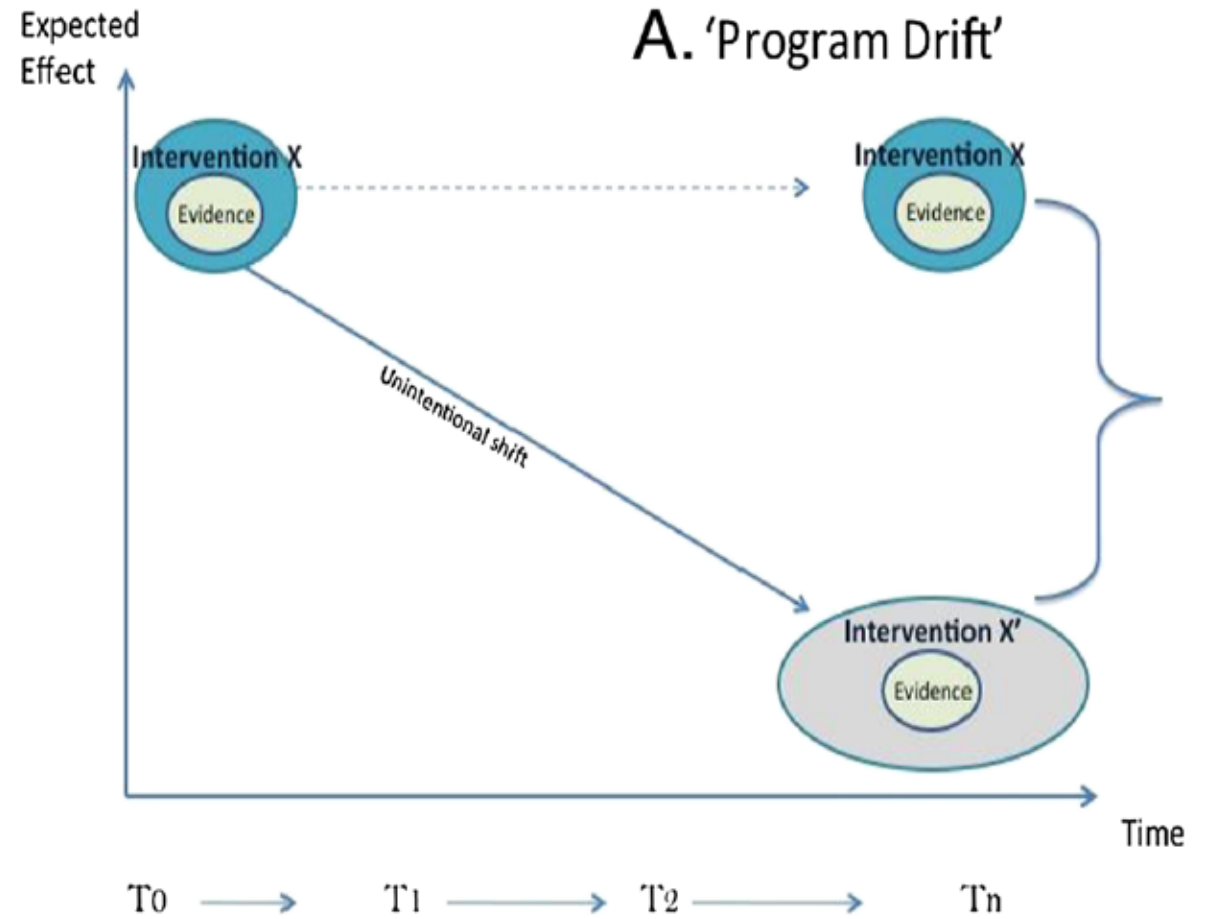 Expected
Effect
A. ‘Program Drift’
Intervention X
Evidence
Intervention X
Evidence
Unintentional shift
Intervention X’
Evidence
Time
T0
T1
T2
Tn